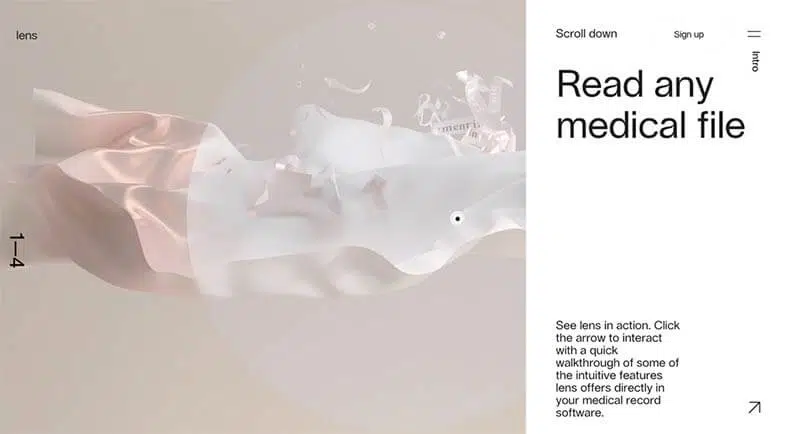 lens
1—4
Scroll down
Sign up
Intro
Read any
medical file
See lens in action. Click
the arrow to interact
with a quick
walkthrough of some of
the intuitive features
lens offers directly in
your medical record
software.